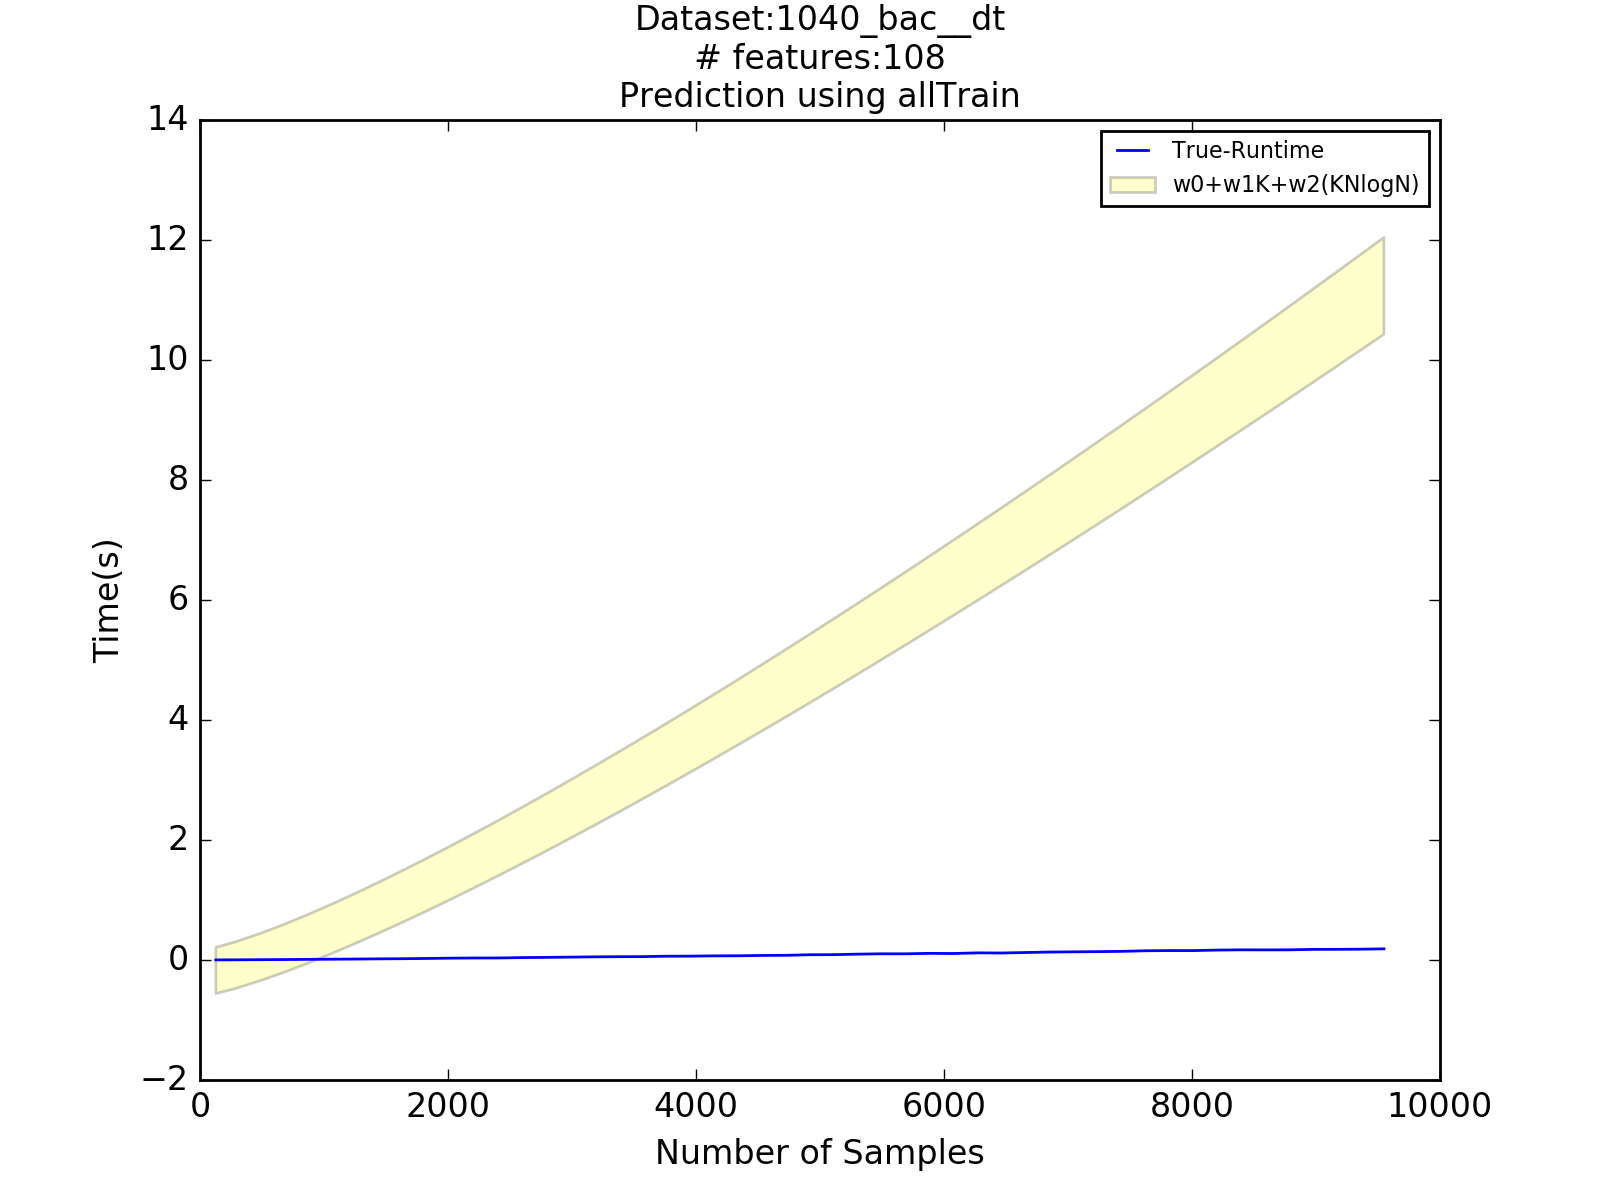 Dataset:1040_bac__dt
# features:108
Prediction using allTrain
14
12
10
8
6
4
2
0
−2
Time(s)
True-Runtime
w0+w1K+w2(KNlogN)
0 2000 4000 6000 8000 10000
Number of Samples